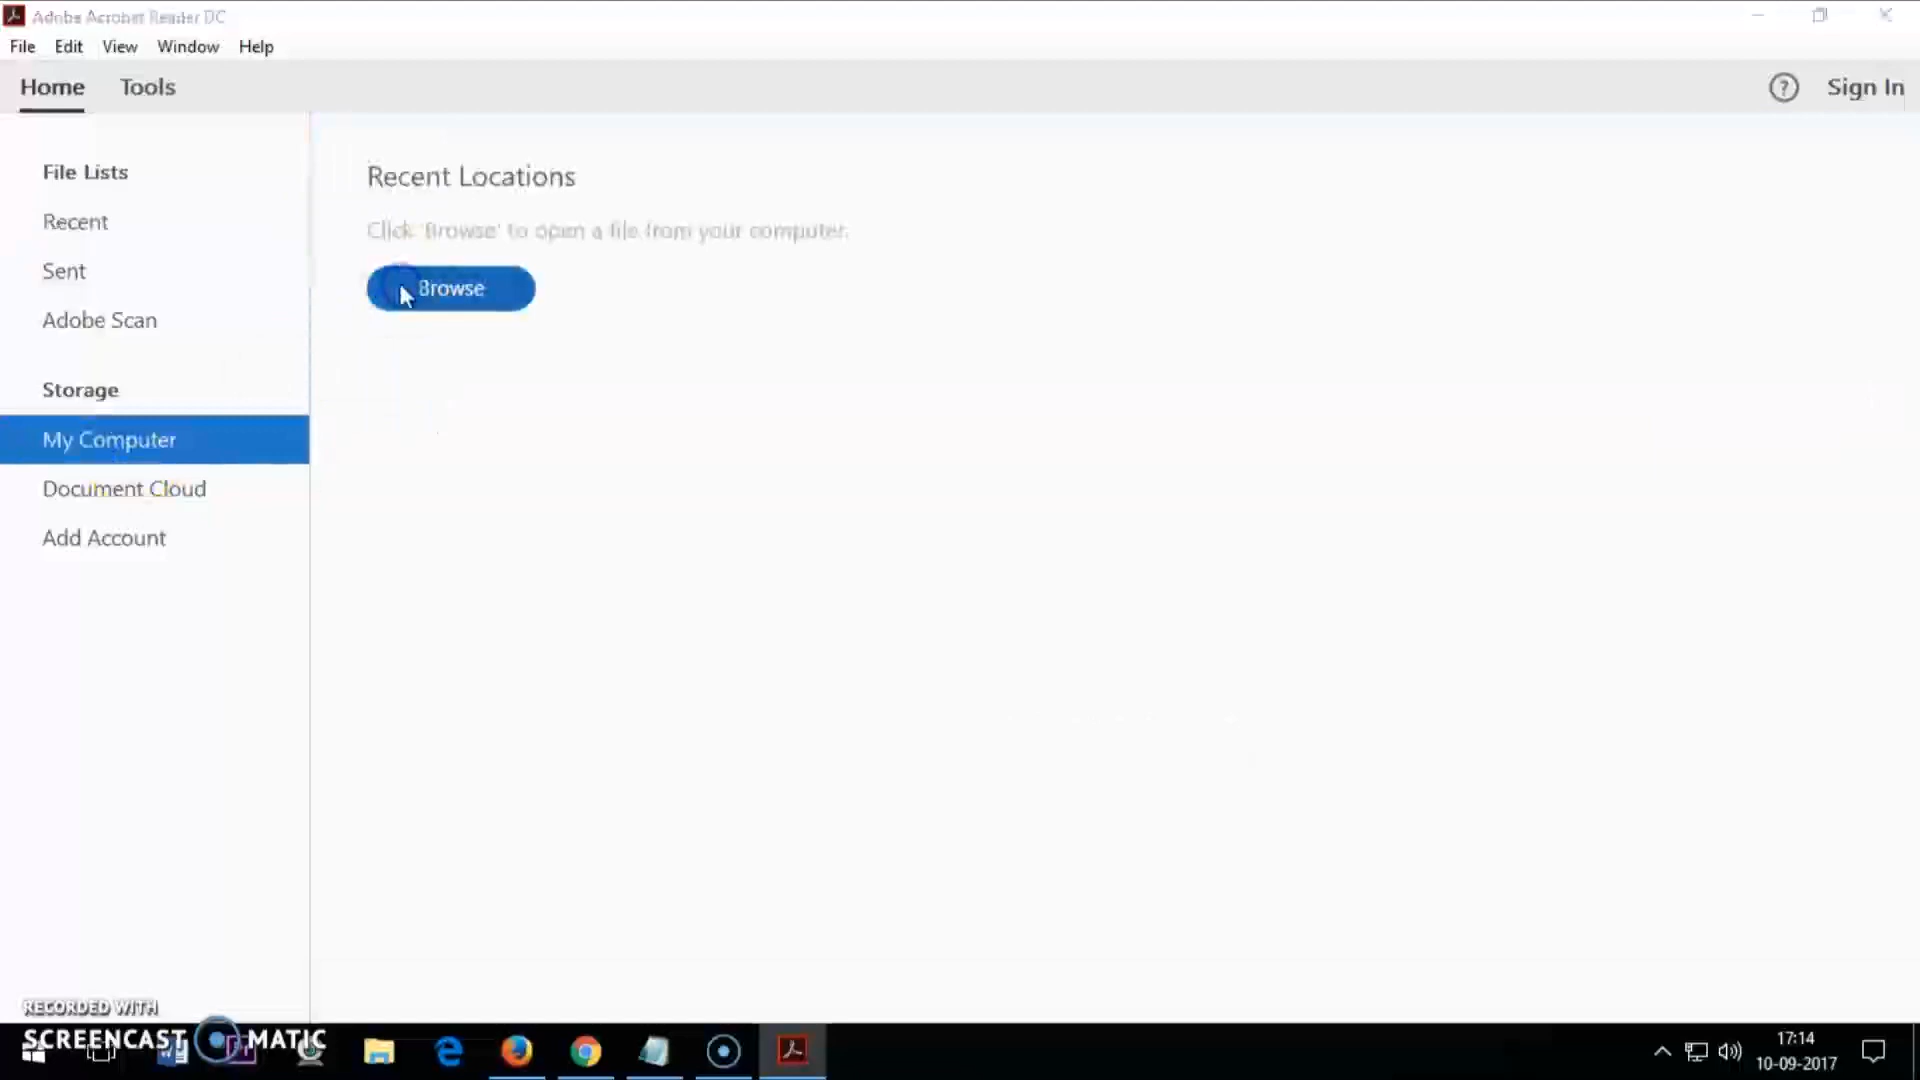 Adobe Acrobat Reader DC
File Edit View Window Help
Home Tools
? Sign In
File Lists
Recent
Sent
Adobe Scan
Storage
My Computer
Document Cloud
Add Account
Recent Locations
Click 'Browse' to open a file from your computer.
Browse
RECORDED WITH
SCREENCAST MATIC
17:14
10-09-2017